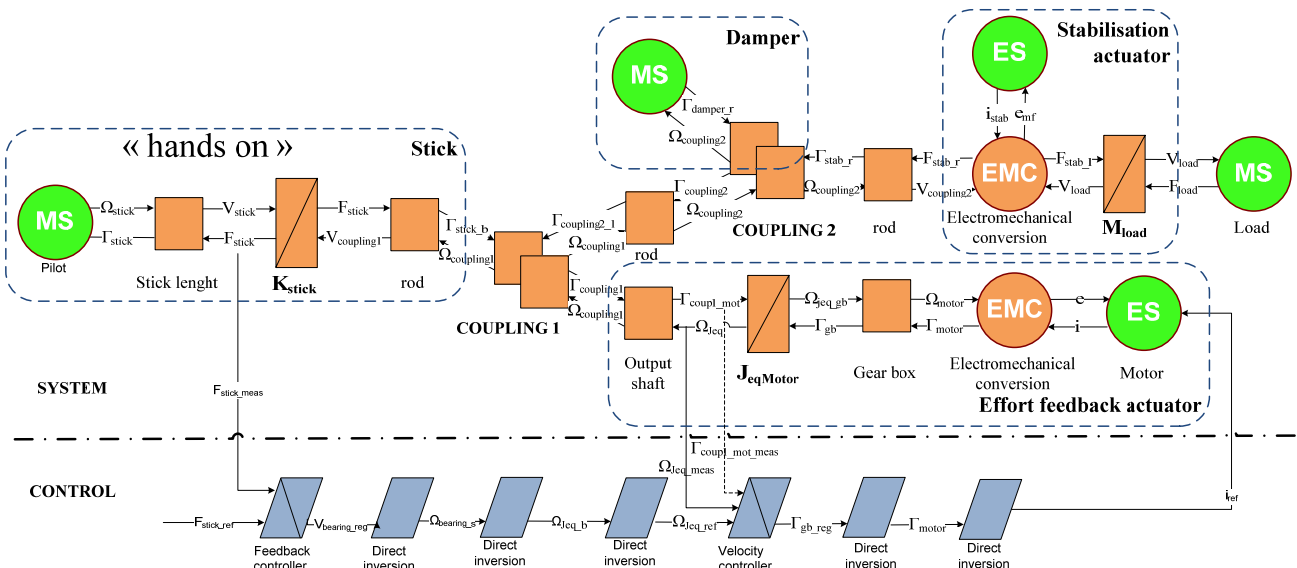 Damper
Stabilisation
actuator
MS
ES
Γdamper_r
Ωcoupling2
istab
emf
« hands on »
Stick
MS
Pilot
Ωstick
Γstick
Stick lenght
Vstick
Fstick
Kstick
Fstick
Vcoupling1
rod
Γstick_b
Ωcoupling1
COUPLING 1
Γcoupling2_1
Ωcoupling1
rod
Γcoupling2
Ωcoupling2
COUPLING 2
Γstab_r
Ωcoupling2
rod
Fstab_r
Vcoupling2
EMC
Electromechanical
conversion
Fstab_1
Vload
Mload
Vload
Fload
MS
Load
Γcoupling1
Ωcoupling1
Output
shaft
Γcoupl_mot
ΩJeq
JeqMotor
ΩJeq_gb
Γgb
Gear box
Ωmotor
Γmotor
EMC
Electromechanical
conversion
e
i
ES
Motor
Effort feedback actuator
SYSTEM
Fstick_meas
CONTROL
Γcoupl_mot_meas
ΩJeq_meas
iref
Fstick_ref
Vbearing_reg
Ωbearing_s
ΩJeq_b
ΩJeq_ref
Γgb_reg
Γmotor
Feedback
controller
Direct
inversion
Direct
inversion
Direct
inversion
Velocity
controller
Direct
inversion
Direct
inversion